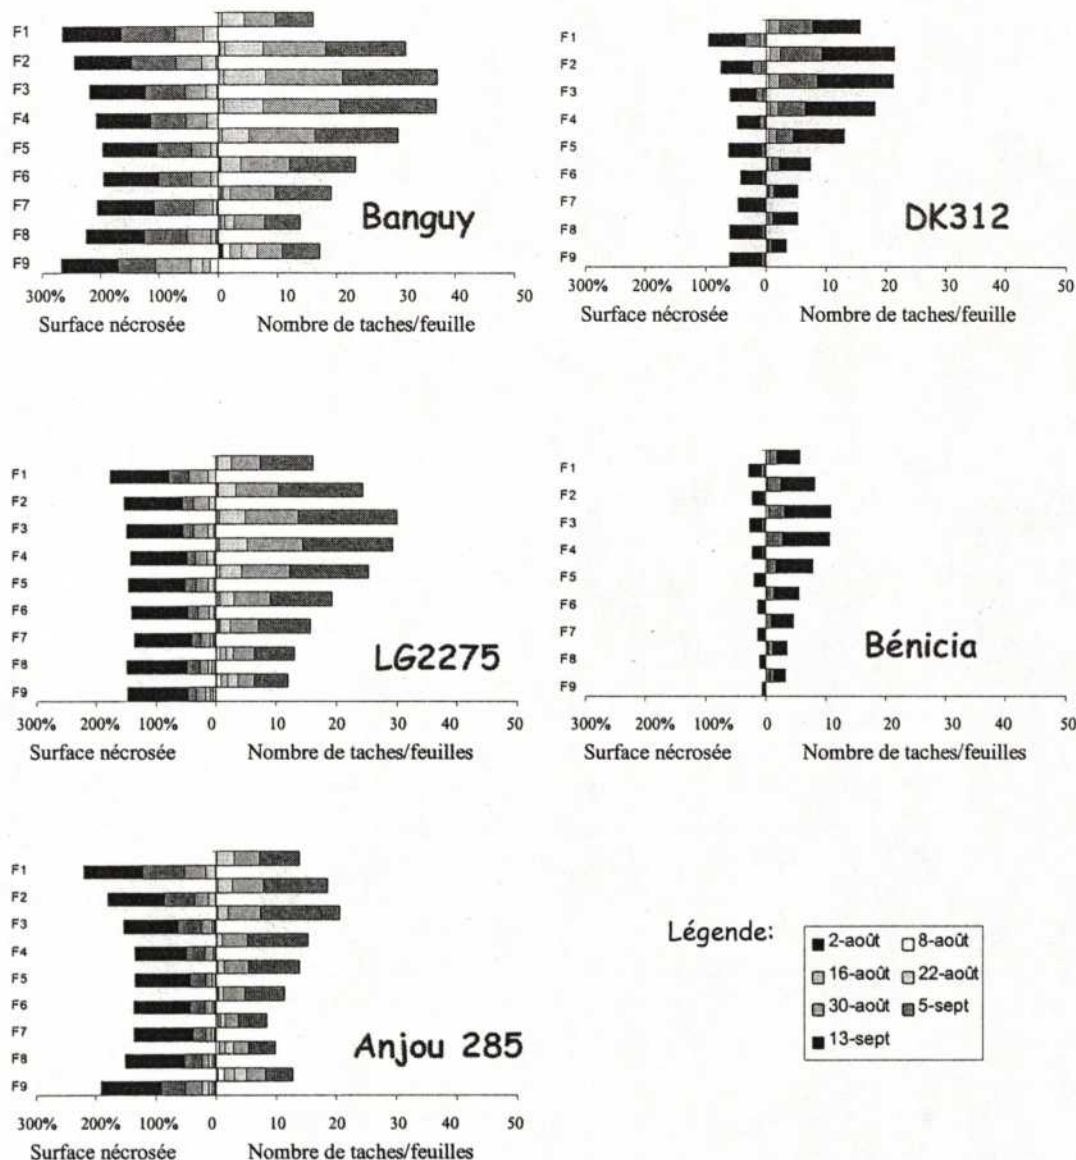 F1
F2
F3
F4
F5
F6
F7
F8
F9
Banguy
300% 200% 100% 0 10 20 30 40 50
Surface nécrosée Nombre de taches/feuille
F1
F2
F3
F4
F5
F6
F7
F8
F9
DK312
300% 200% 100% 0 10 20 30 40 50
Surface nécrosée Nombre de taches/feuille
F1
F2
F3
F4
F5
F6
F7
F8
F9
LG2275
300% 200% 100% 0 10 20 30 40 50
Surface nécrosée Nombre de taches/feuilles
F1
F2
F3
F4
F5
F6
F7
F8
F9
Bénicia
300% 200% 100% 0 10 20 30 40 50
Surface nécrosée Nombre de taches/feuilles
F1
F2
F3
F4
F5
F6
F7
F8
F9
Anjou 285
300% 200% 100% 0 10 20 30 40 50
Surface nécrosée Nombre de taches/feuille
Légende:
2-août 8-août
16-août 22-août
30-août 5-sept
13-sept